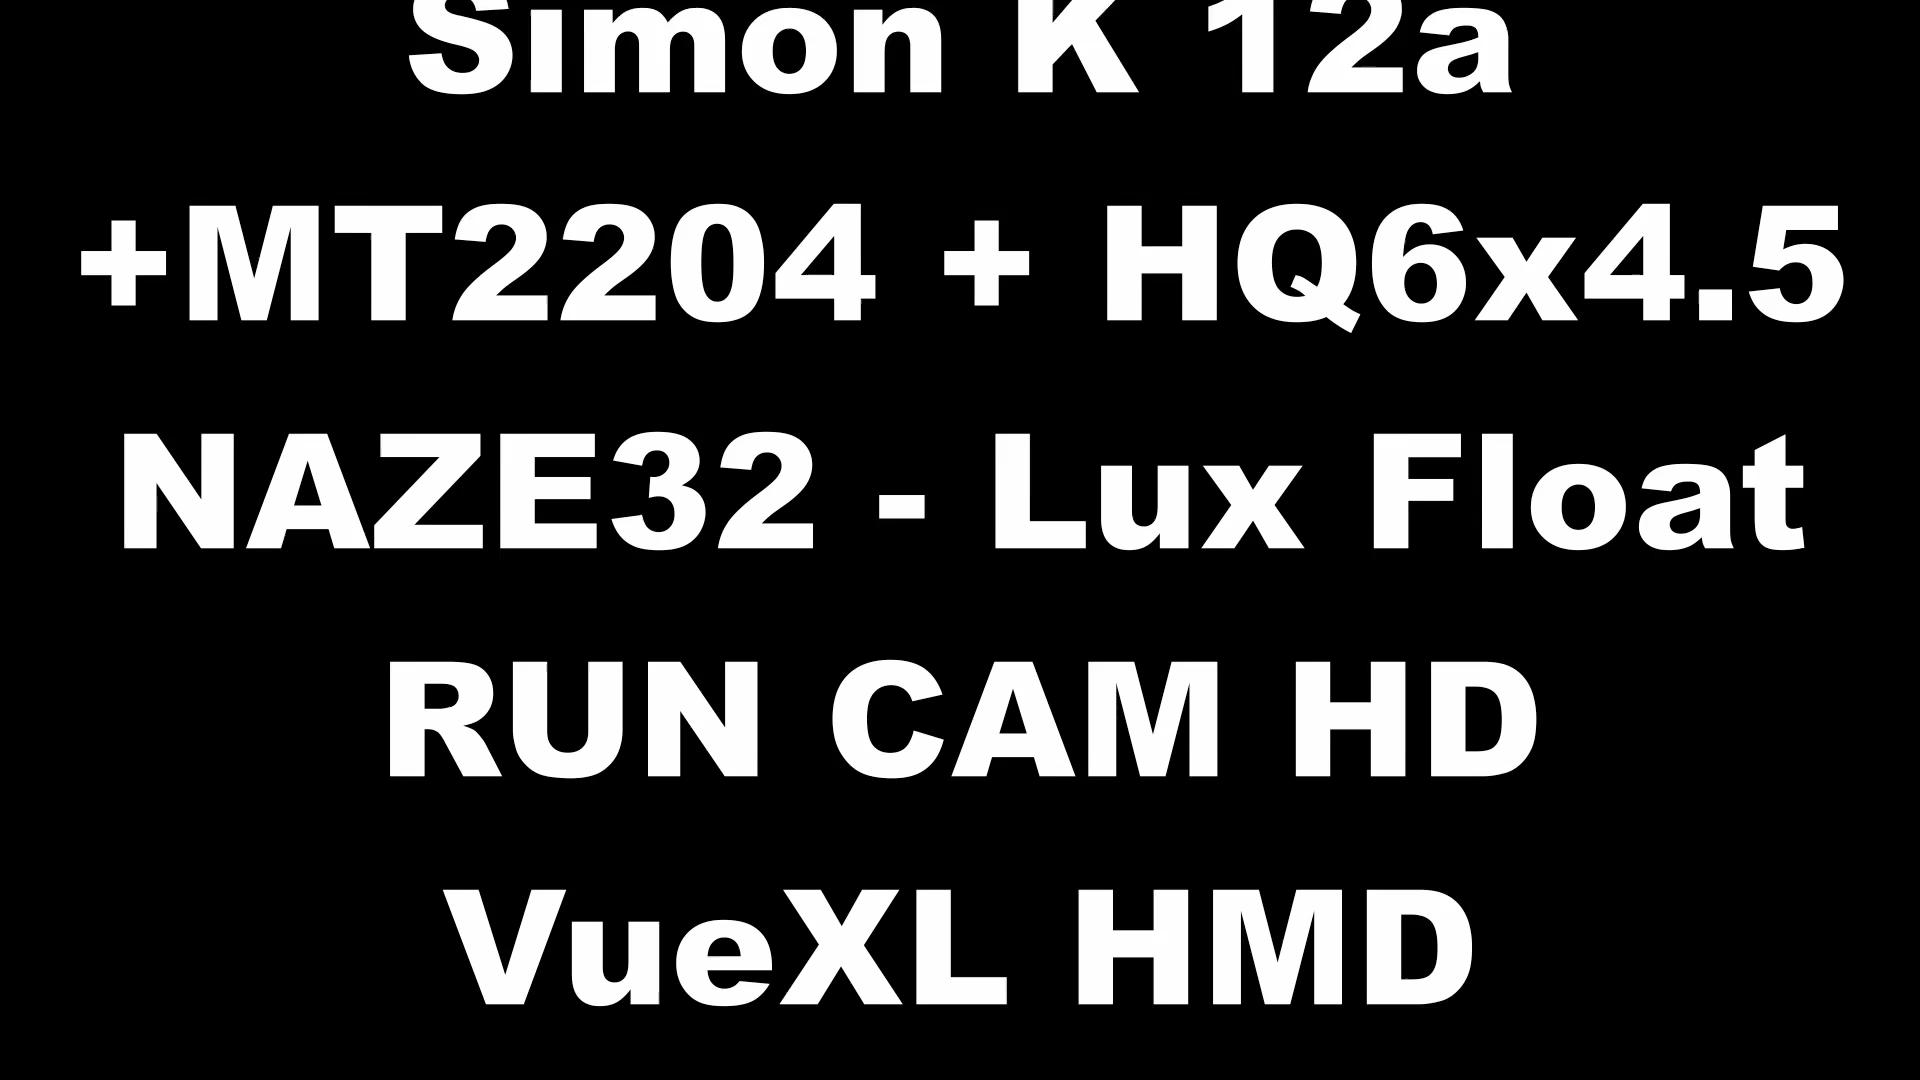 Simon K 12a
+MT2204 + HQ6x4.5
NAZE32 - Lux Float
RUN CAM HD
VueXL HMD